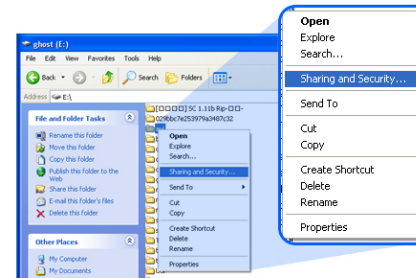 ghost (E:)
File Edit View Favorites Tools Help
Back Search Folders
Address E:\
File and Folder Tasks
Rename this folder
Move this folder
Copy this folder
Publish this folder to the
Web
Share this folder
E-mail this folder's files
Delete this folder
Other Places
My Computer
My Documents
[□□□□] SC 1.11b Rip-□□-
029bbc7e253979a3487c32
Open
Explore
Search...
Sharing and Security...
Send To
Cut
Copy
Create Shortcut
Delete
Rename
Properties
Open
Explore
Search...
Sharing and Security...
Send To
Cut
Copy
Create Shortcut
Delete
Rename
Properties